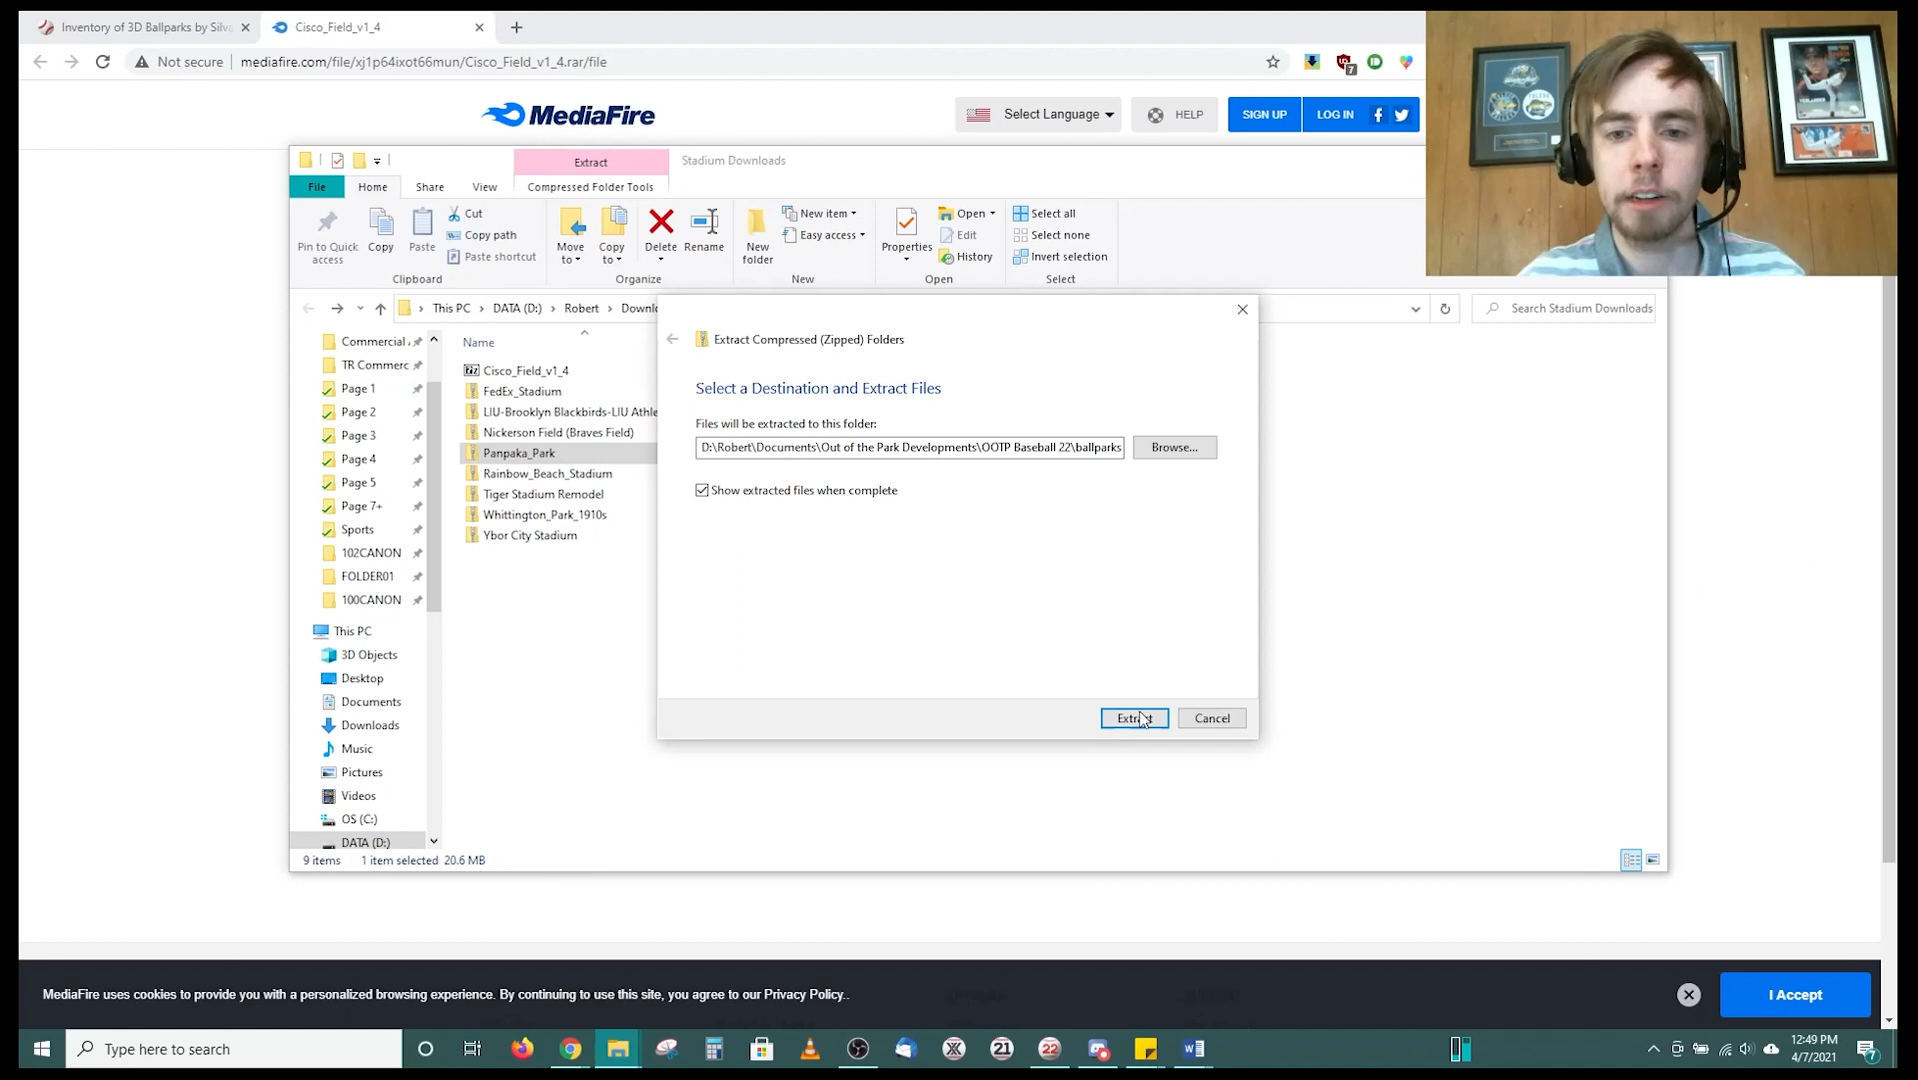 Inventory of 3D Ballparks by Silva
Cisco_Field_v1_4
Not secure
mediafire.com/file/xj1p64ixot66mun/Cisco_Field_v1_4.rar/file
7
MediaFire
Select Language
HELP
SIGN UP
LOG IN
Extract
Stadium Downloads
File
Home
Share
View
Compressed Folder Tools
Pin to Quick access
Copy
Paste
Cut
Copy path
Paste shortcut
Clipboard
Move to
Copy to
Delete
Rename
Organize
New folder
New item
Easy access
New
Properties
Open
Edit
History
Open
Select all
Select none
Invert selection
Select
This PC
DATA (D:)
Robert
Search Stadium Downloads
Commercial
TR Commerc
Page 1
Page 2
Page 3
Page 4
Page 5
Page 7+
Sports
102CANON
FOLDER01
100CANON
This PC
3D Objects
Desktop
Documents
Downloads
Music
Pictures
Videos
OS (C:)
DATA (D:)
Name
Cisco_Field_v1_4
FedEx_Stadium
LIU-Brooklyn Blackbirds-LIU Athle
Nickerson Field (Braves Field)
Panpaka_Park
Rainbow_Beach_Stadium
Tiger Stadium Remodel
Whittington_Park_1910s
Ybor City Stadium
Extract Compressed (Zipped) Folders
Select a Destination and Extract Files
Files will be extracted to this folder:
D:\Robert\Documents\Out of the Park Developments\OOTP Baseball 22\ballparks
Browse...
Show extracted files when complete
Extract
Cancel
9 items
1 item selected 20.6 MB
MediaFire uses cookies to provide you with a personalized browsing experience. By continuing to use this site, you agree to our Privacy Policy..
I Accept
Type here to search
21
22
12:49 PM
4/7/2021
7